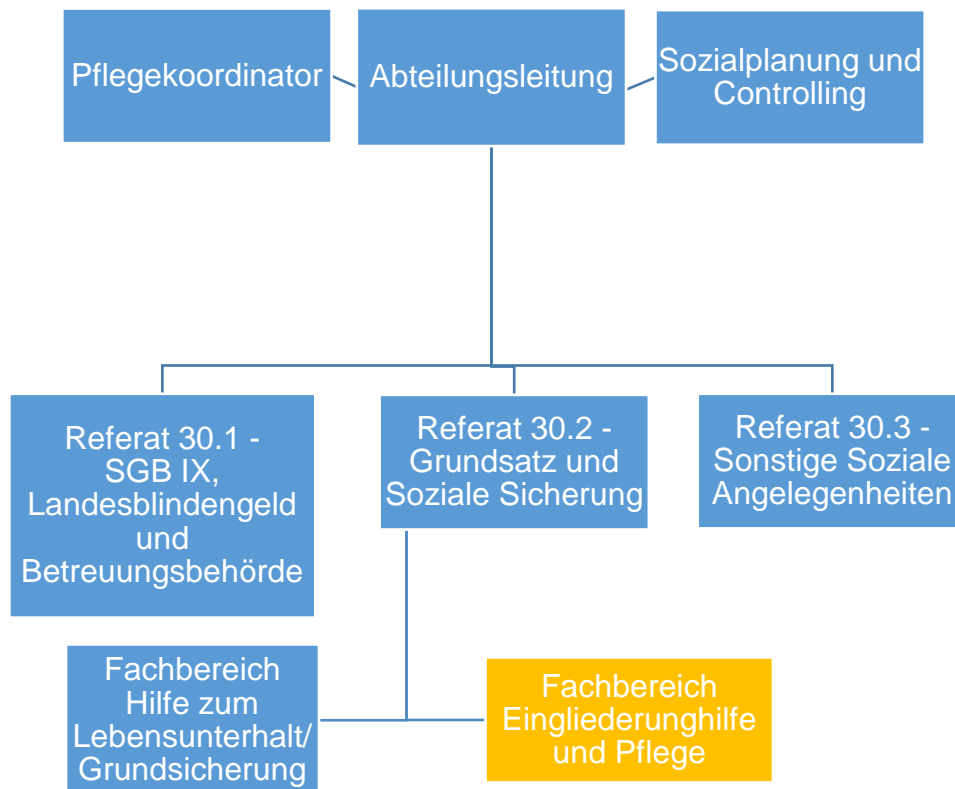 Pflegekoordinator
Abteilungsleitung
Sozialplanung und
Controlling
Referat 30.1 -
SGB IX,
Landesblindengeld
und
Betreuungsbehörde
Referat 30.2 -
Grundsatz und
Soziale Sicherung
Referat 30.3 -
Sonstige Soziale
Angelegenheiten
Fachbereich
Hilfe zum
Lebensunterhalt/
Grundsicherung
Fachbereich
Eingliederunghilfe
und Pflege